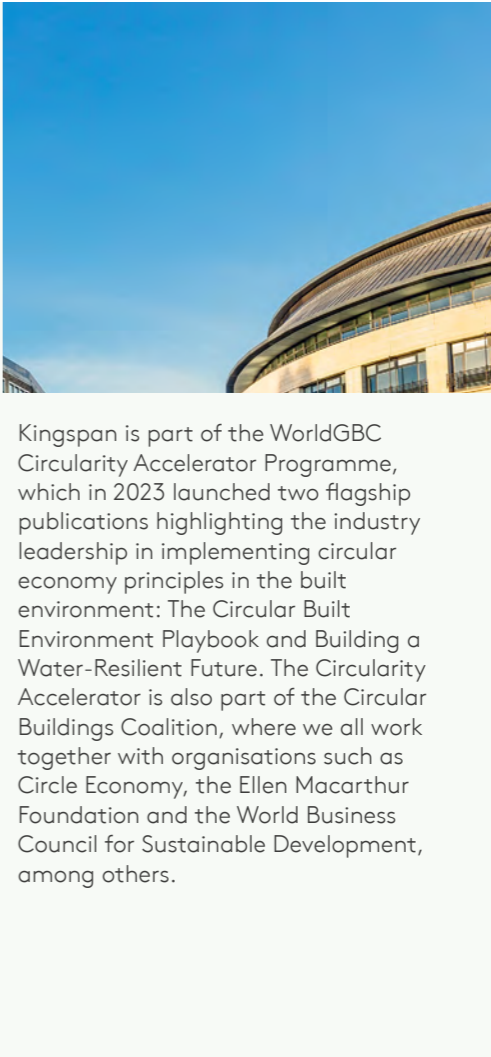 Kingspan is part of the WorldGBC
Circularity Accelerator Programme,
which in 2023 launched two flagship
publications highlighting the industry
leadership in implementing circular
economy principles in the built
environment: The Circular Built
Environment Playbook and Building a
Water-Resilient Future. The Circularity
Accelerator is also part of the Circular
Buildings Coalition, where we all work
together with organisations such as
Circle Economy, the Ellen Macarthur
Foundation and the World Business
Council for Sustainable Development,
among others.